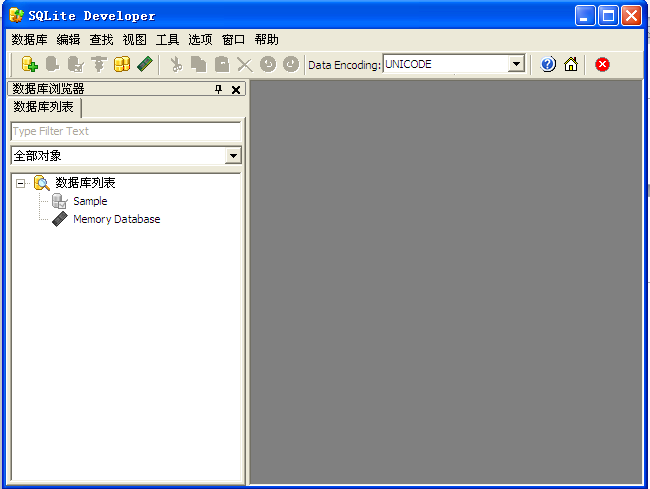 SQLite Developer
数据库 编辑 查找 视图 工具 选项 窗口 帮助
Data Encoding: UNICODE
数据库浏览器
数据库列表
Type Filter Text
全部对象
数据库列表
Sample
Memory Database